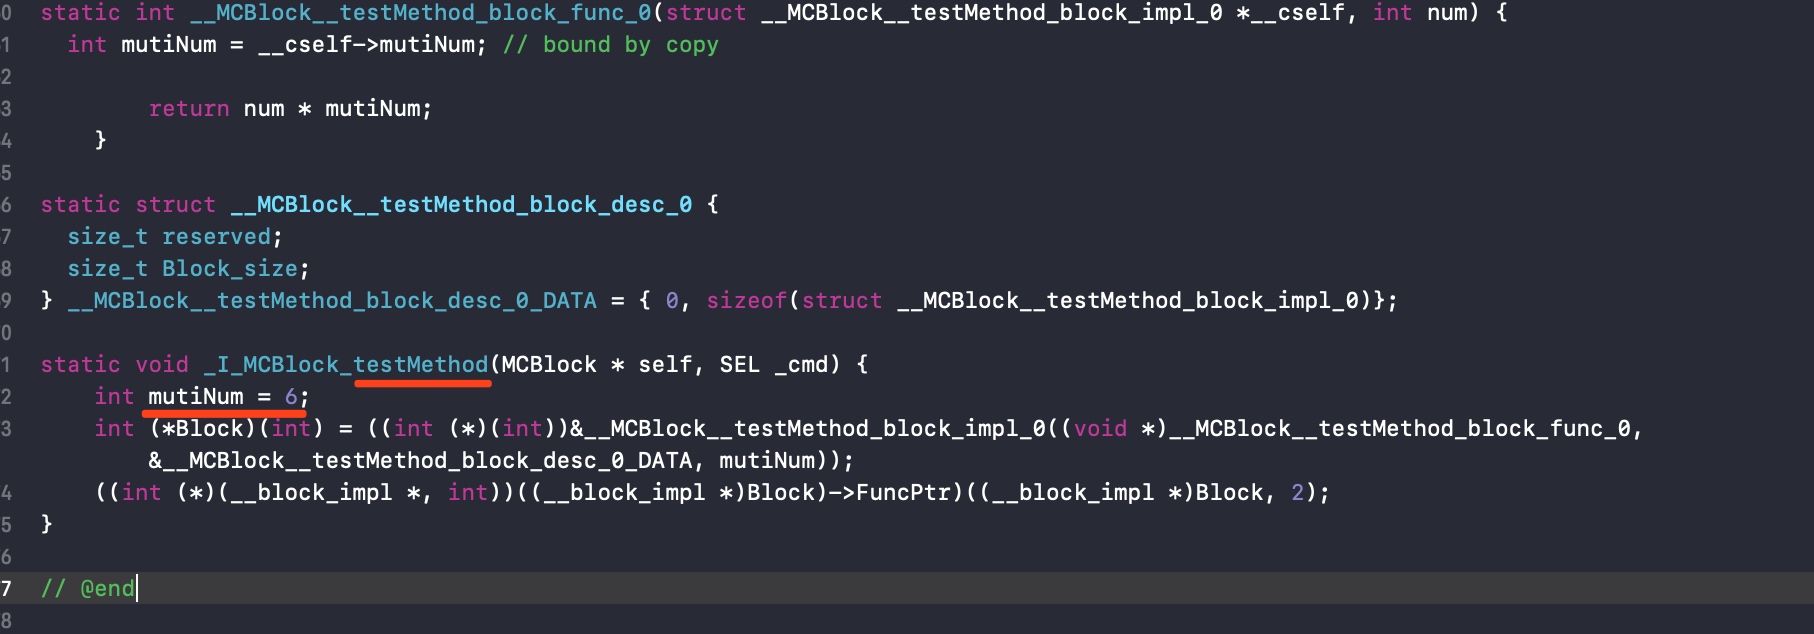 0 static int __MCBlock__testMethod_block_func_0(struct __MCBlock__testMethod_block_impl_0 *__cself, int num) {
1   int mutiNum = __cself->mutiNum; // bound by copy
2
3         return num * mutiNum;
4     }
5
6 static struct __MCBlock__testMethod_block_desc_0 {
7   size_t reserved;
8   size_t Block_size;
9 } __MCBlock__testMethod_block_desc_0_DATA = { 0, sizeof(struct __MCBlock__testMethod_block_impl_0)};
0
1 static void _I_MCBlock_testMethod(MCBlock * self, SEL _cmd) {
2     int mutiNum = 6;
3     int (*Block)(int) = ((int (*)(int))&__MCBlock__testMethod_block_impl_0((void *)__MCBlock__testMethod_block_func_0,
        &__MCBlock__testMethod_block_desc_0_DATA, mutiNum));
4     ((int (*)(__block_impl *, int))((__block_impl *)Block)->FuncPtr)((__block_impl *)Block, 2);
5 }
6
7 // @end
8